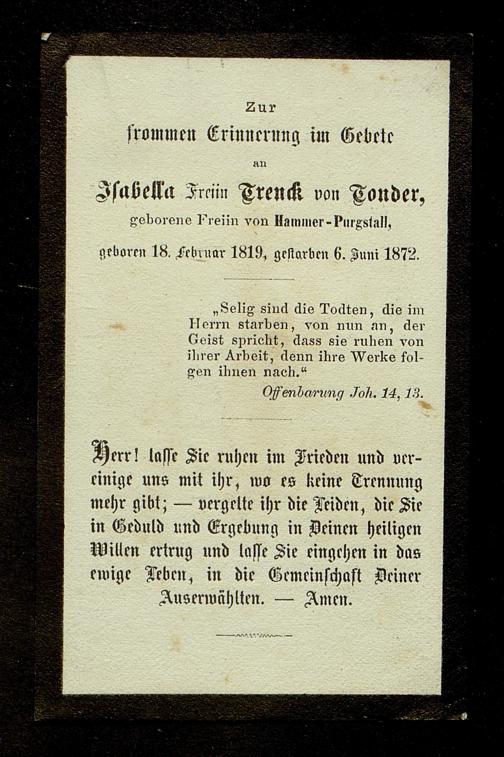 Zur
frommen Erinnerung im Gebete
an
Isabella Freiin Trenck von Tonder,
geborene Freiin von Hammer-Purgstall,
geboren 18. Februar 1819, gestorben 6. Juni 1872.
„Selig sind die Todten, die im
Herrn starben, von nun an, der
Geist spricht, dass sie ruhen von
ihrer Arbeit, denn ihre Werke fol-
gen ihnen nach.“
Offenbarung Joh. 14, 13.
Herr! lasse Sie ruhen im Frieden und ver-
einige uns mit ihr, wo es keine Trennung
mehr gibt; — vergelte ihr die Leiden, die Sie
in Geduld und Ergebung in Deinen heiligen
Willen ertrug und lasse Sie eingehen in das
ewige Leben, in die Gemeinschaft Deiner
Auserwählten. — Amen.